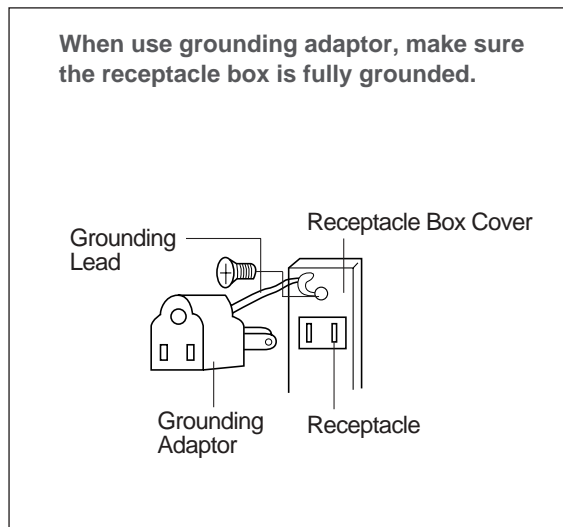 When use grounding adaptor, make sure
the receptacle box is fully grounded.
Receptacle Box Cover
Grounding
Lead
Grounding
Adaptor
Receptacle